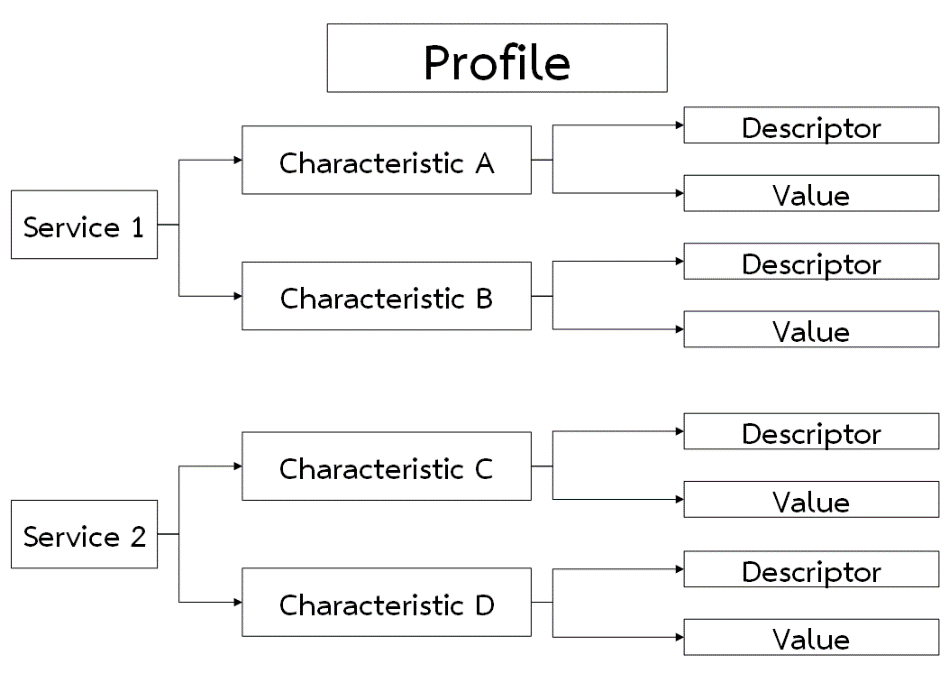 Profile
Service 1
Characteristic A
Descriptor
Value
Characteristic B
Descriptor
Value
Service 2
Characteristic C
Descriptor
Value
Characteristic D
Descriptor
Value